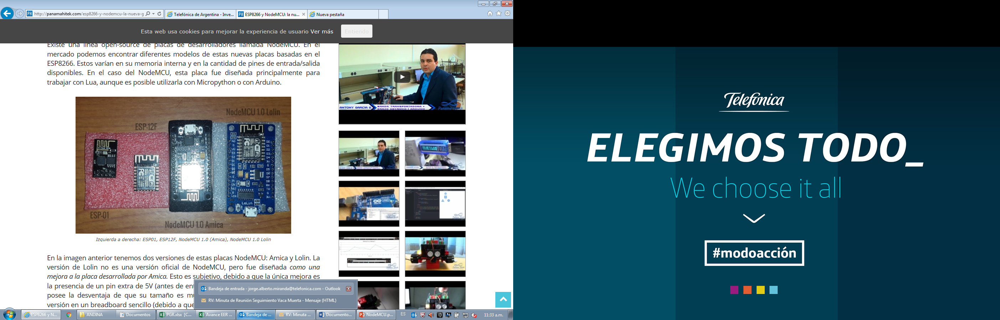 http://panamahitek.com/esp8266-y-nodemcu-la-nueva-g
Telefónica de Argentina - Inve...
ESP8266 y NodeMCU: la nu...
Nueva pestaña
Esta web usa cookies para mejorar la experiencia de usuario Ver más
Entiendo
Existe una línea open-source de placas de desarrolladores llamada NodeMCU. En el
mercado podemos encontrar diferentes modelos de estas nuevas placas basadas en el
ESP8266. Estos varían en su memoria interna y en la cantidad de pines de entrada/salida
disponibles. En el caso del NodeMCU, esta placa fue diseñada principalmente para
trabajar con Lua, aunque es posible utilizarla con Micropython o con Arduino.
NodeMCU 1.0 Lolin
ESP-12F
ESP-01
NodeMCU 1.0 Amica
LoLin
Izquierda a derecha: ESP01, ESP12F, NodeMCU 1.0 (Amica), NodeMCU 1.0 Lolin
En la imagen anterior tenemos dos versiones de estas placas NodeMCU: Amica y Lolin. La
versión de Lolin no es una versión oficial de NodeMCU, pero fue diseñada como una
mejora a la placa desarrollada por Amica. Esto es subjetivo, debido a que la única mejora es
la presencia de un pin extra de 5V (antes de ent
posee la desventaja de que su tamaño es mu
versión en un breadboard sencillo (debido a que
ANTONY GARCÍA G.
BANDA TRANSPORTADORA +
BRAZO MECÁNICO | ARDUINO
Bandeja de entrada - jorge.alberto.miranda@telefonica.com - Outlook
RV: Minuta de Reunión Seguimiento Vaca Muerta - Mensaje (HTML)
ESP8266 y N...
ANDINA
Documentos
PGR.xlsx [C...
Avance EER ...
Bandeja de ...
RV: Minuta ...
Documento...
NodeMCU.p...
ES
11:33 a.m.
Telefónica
ELEGIMOS TODO_
We choose it all
#modoacción